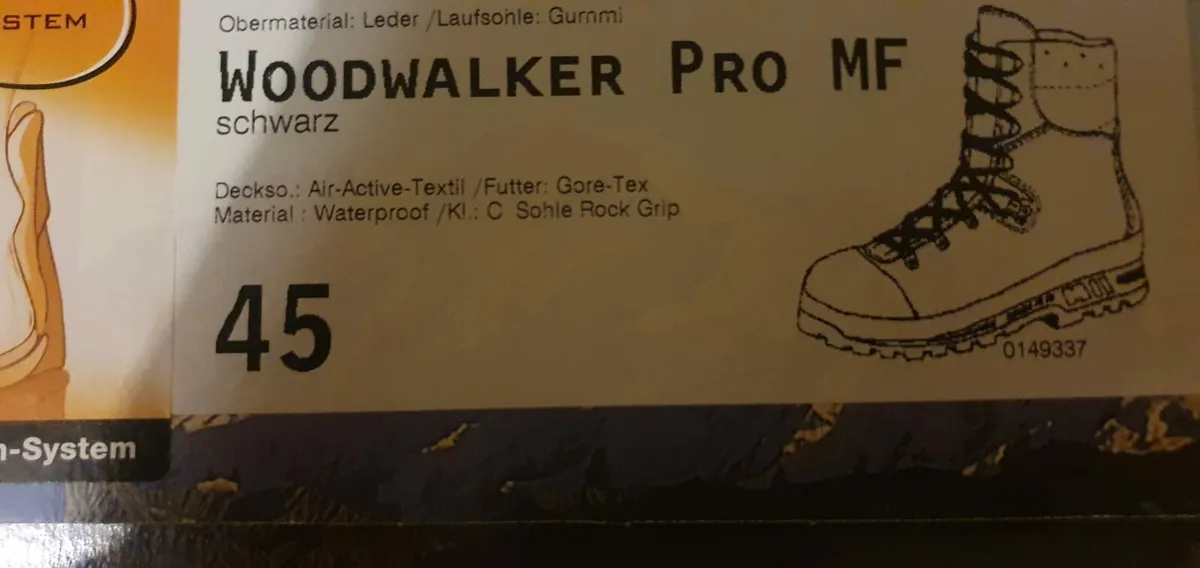 STEM
Obermaterial: Leder /Laufsohle: Gummi
WOODWALKER PRO MF
schwarz
Deckso.: Air-Active-Textil /Futter: Gore-Tex
Material : Waterproof /Kl.: C Sohle Rock Grip
45
0149337
n-System